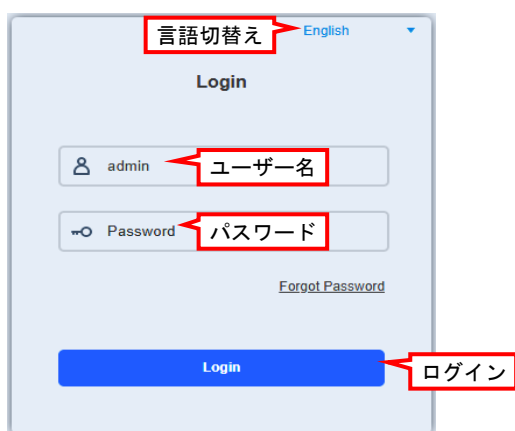 言語切替え English
Login
admin ユーザー名
Password パスワード
Forgot Password
Login ログイン